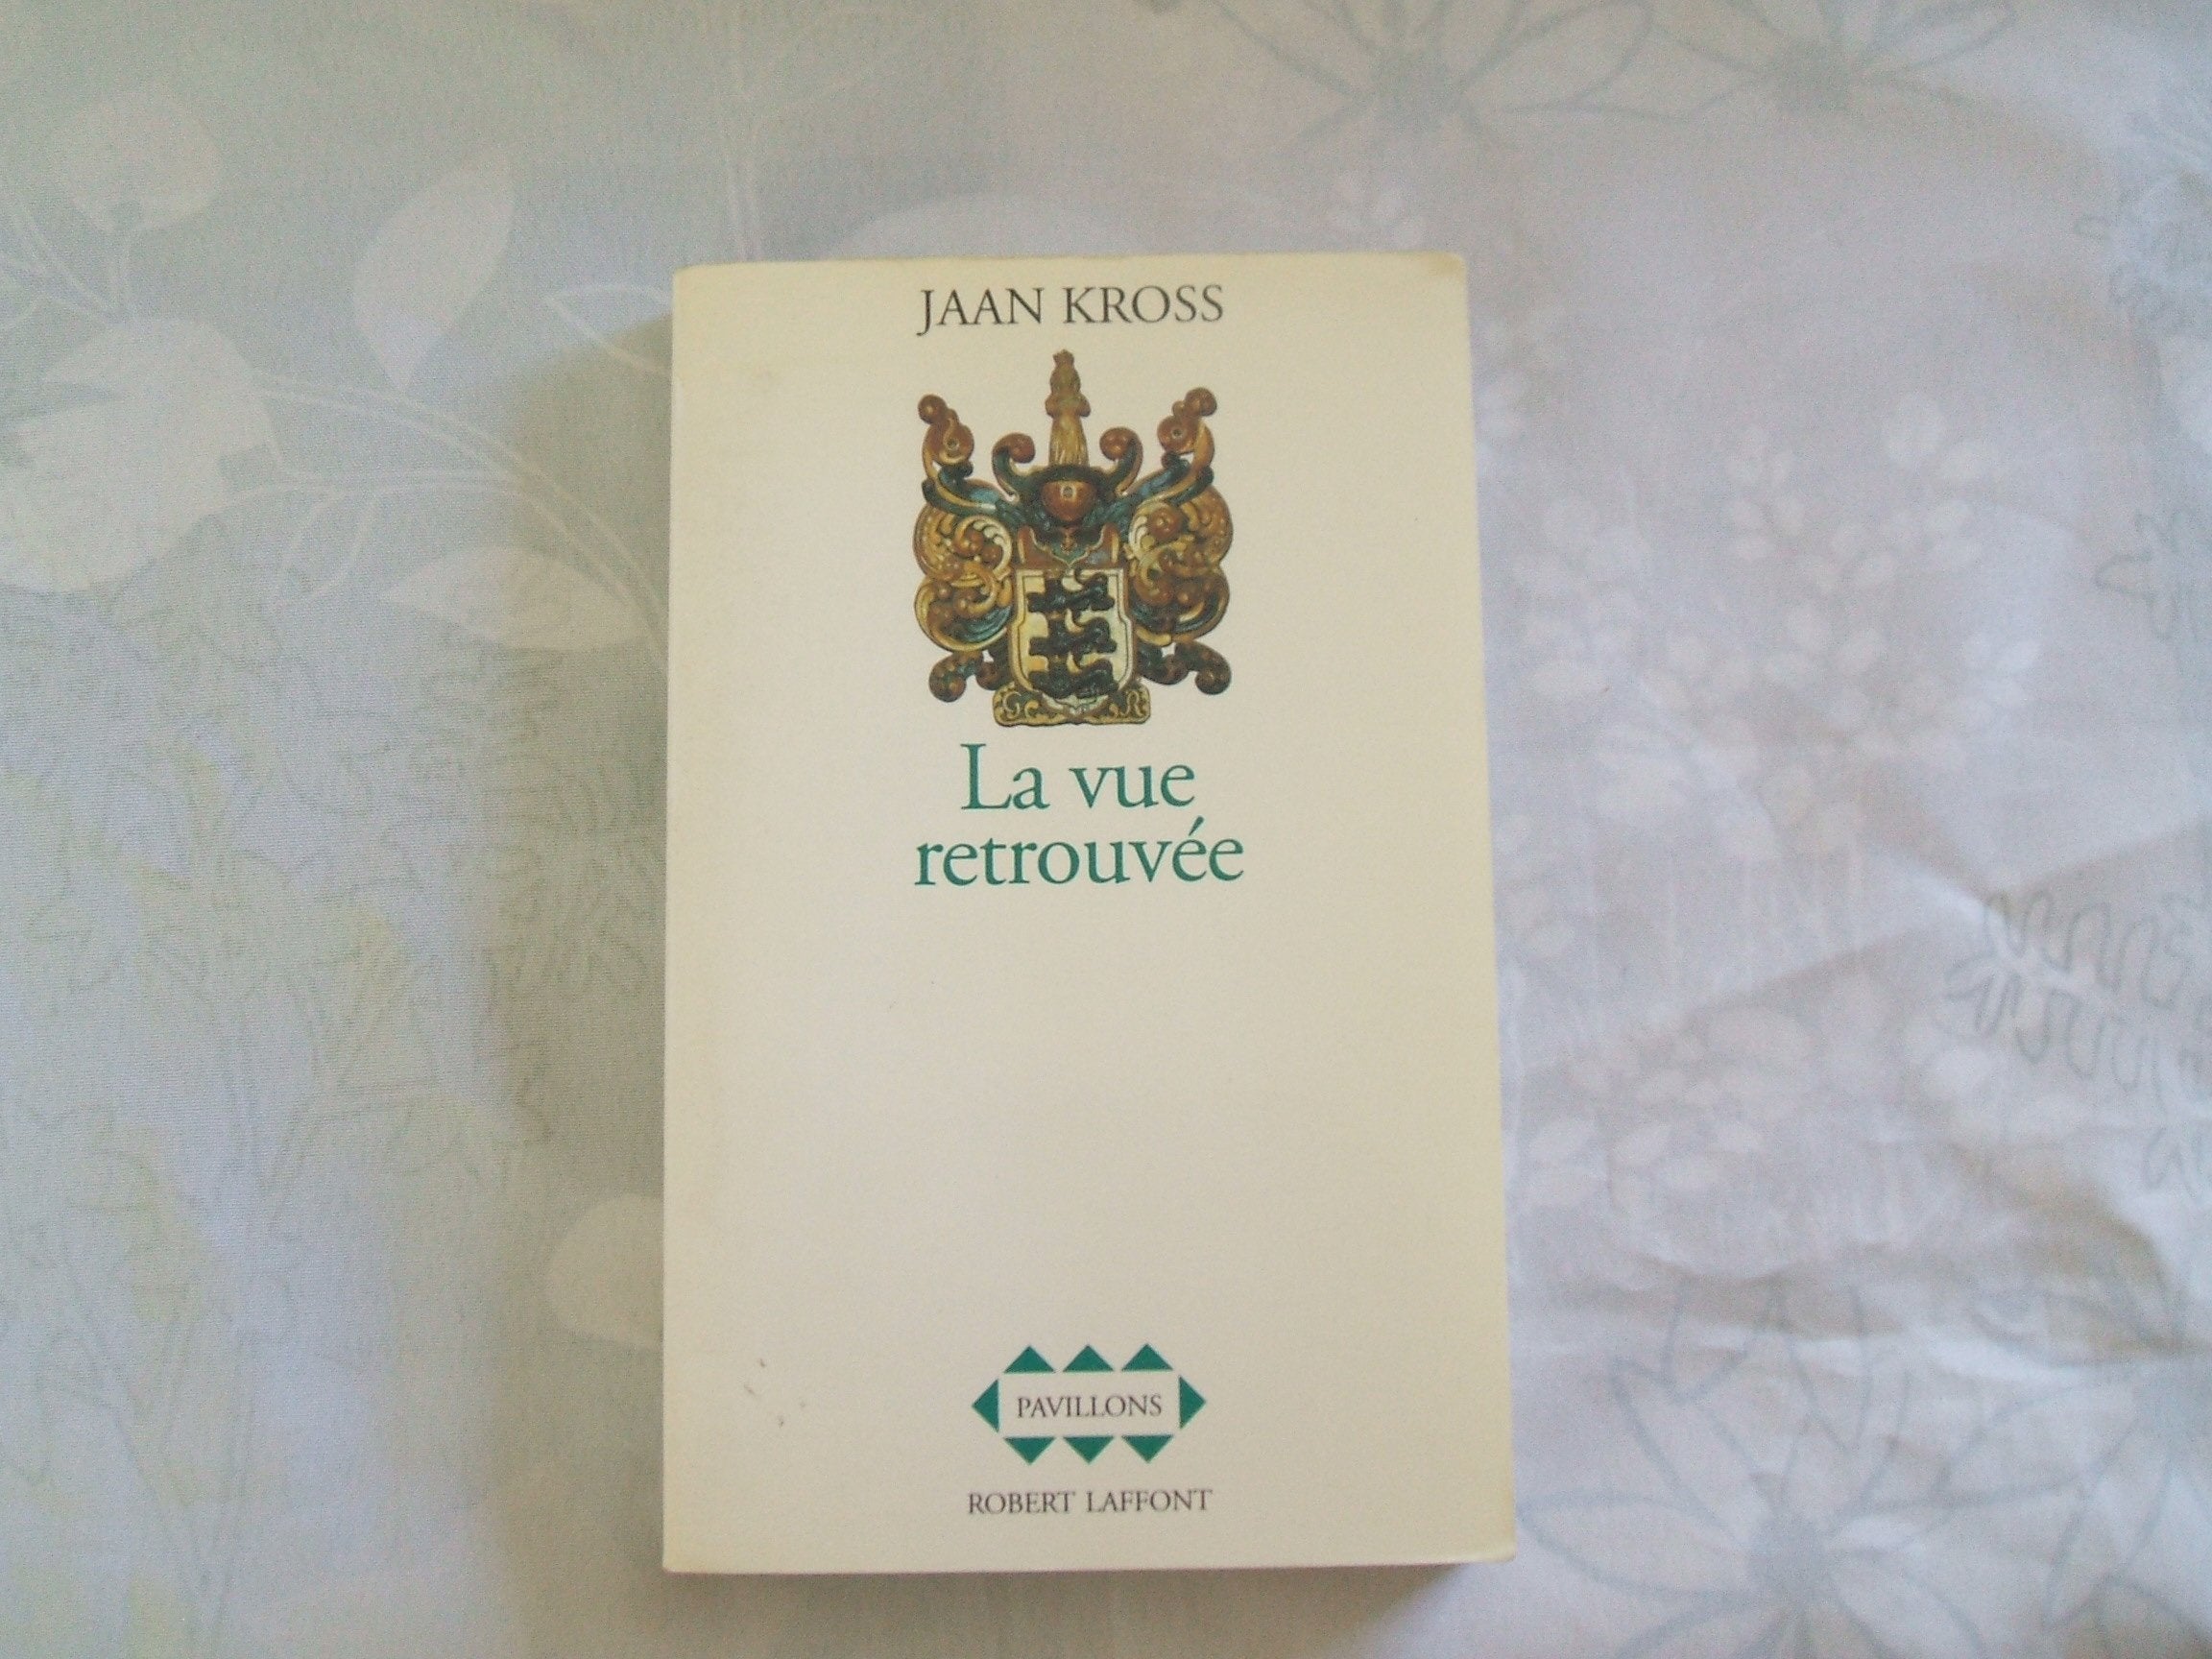 JAAN KROSS
G R
La vue
retrouvée
PAVILLONS
ROBERT LAFFONT